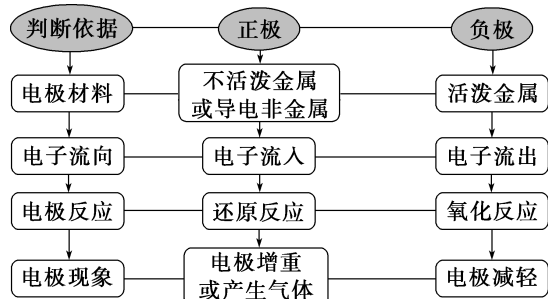 判断依据
正极
负极
电极材料
不活泼金属
或导电非金属
活泼金属
电子流向
电子流入
电子流出
电极反应
还原反应
氧化反应
电极现象
电极增重
或产生气体
电极减轻